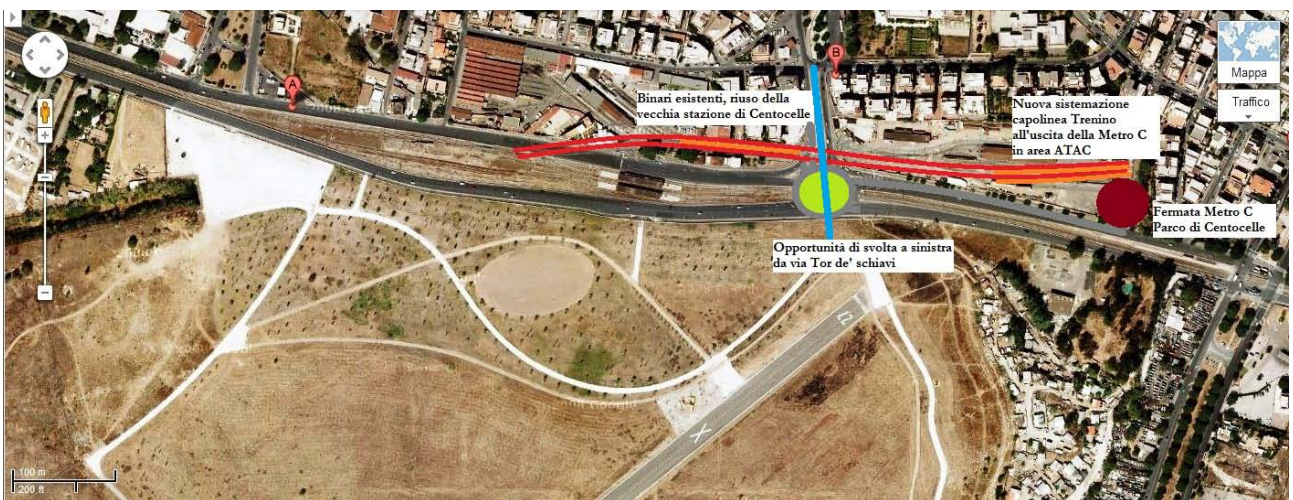 A
B
Mappa
Traffico
Binari esistenti, riuso della
vecchia stazione di Centocelle
Nuova sistemazione
capolinea Trenino
all'uscita della Metro C
in area ATAC
Fermata Metro C
Parco di Centocelle
Opportunità di svolta a sinistra
da via Tor de' schiavi
X
100 m
200 ft